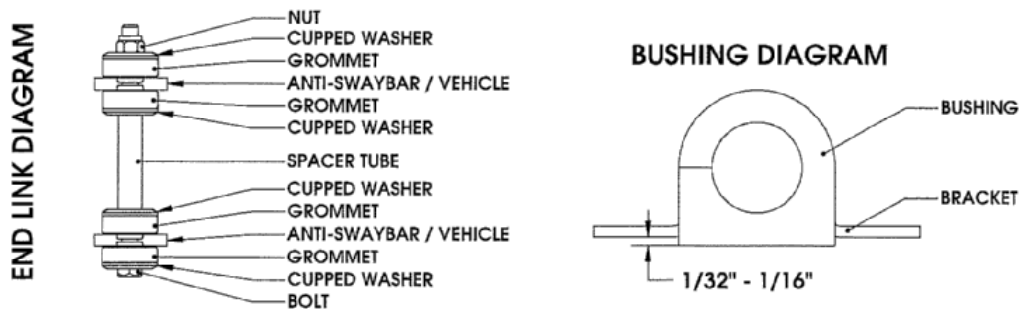 END LINK DIAGRAM
NUT
CUPPED WASHER
GROMMET
ANTI-SWAYBAR / VEHICLE
GROMMET
CUPPED WASHER
SPACER TUBE
CUPPED WASHER
GROMMET
ANTI-SWAYBAR / VEHICLE
GROMMET
CUPPED WASHER
BOLT
BUSHING DIAGRAM
BUSHING
BRACKET
1/32" - 1/16"